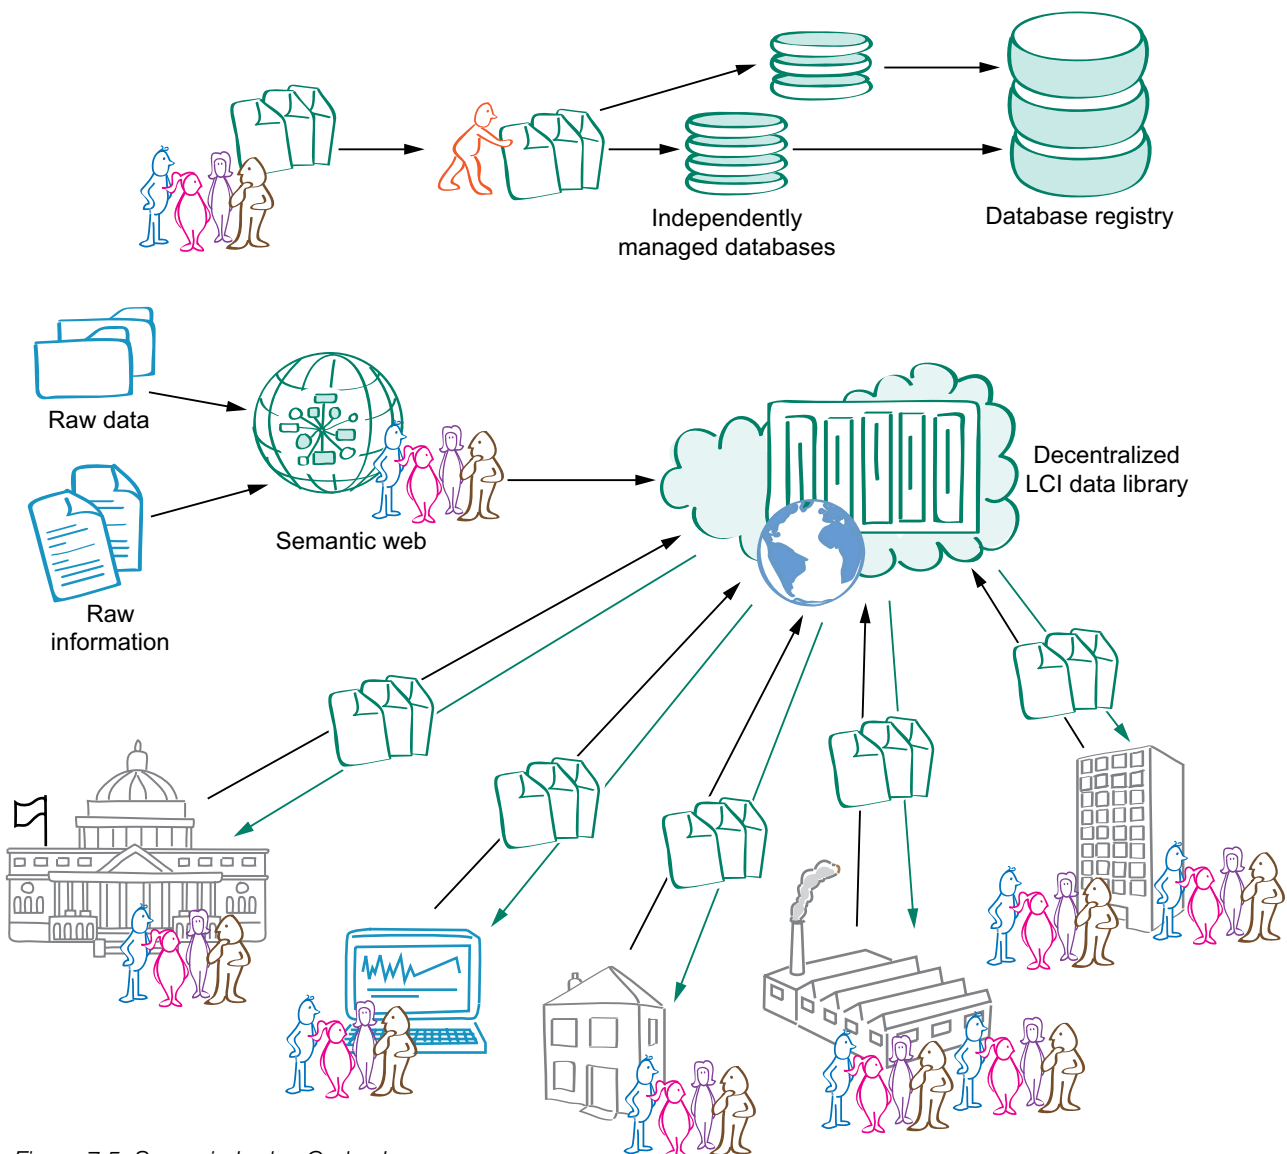 Independently
managed databases
Database registry
Raw data
Semantic web
Decentralized
LCI data library
Raw
information